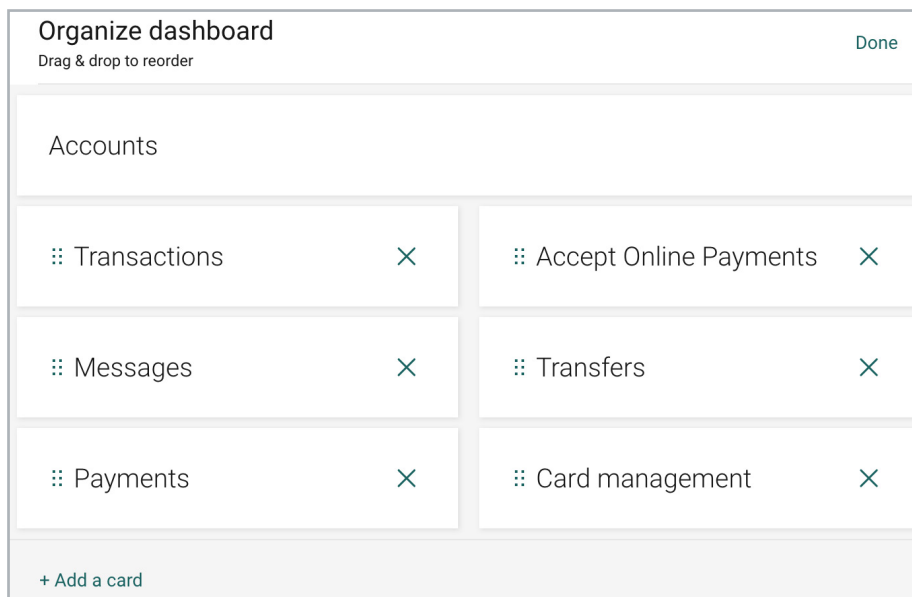 Organize dashboard
Drag & drop to reorder
Done
Accounts
Transactions
Accept Online Payments
Messages
Transfers
Payments
Card management
+ Add a card